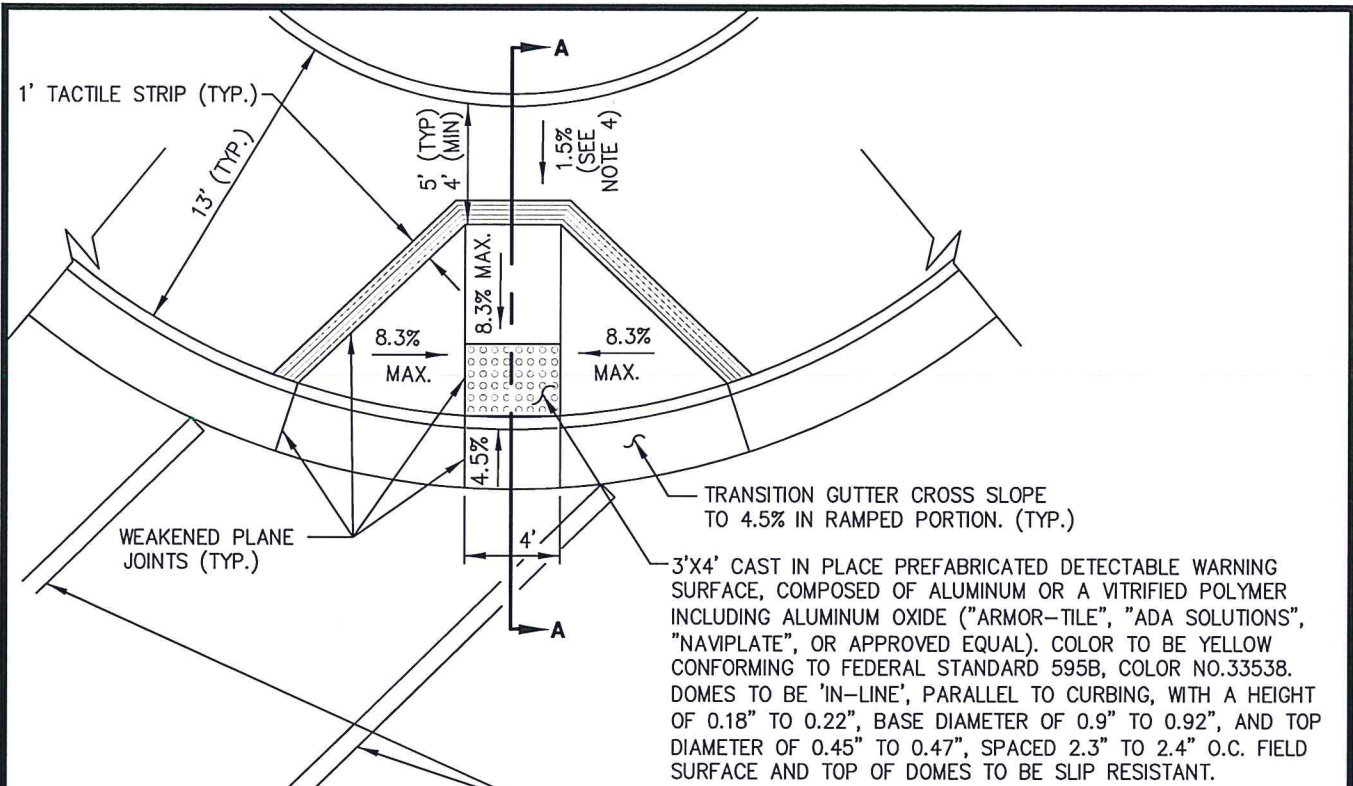 A
1' TACTILE STRIP (TYP.)
13' (TYP.)
5' (TYP)
4' (MIN)
1.5%
(SEE
NOTE 4)
8.3% MAX.
8.3%
MAX.
8.3%
MAX.
4.5%
TRANSITION GUTTER CROSS SLOPE
TO 4.5% IN RAMPED PORTION. (TYP.)
WEAKENED PLANE
JOINTS (TYP.)
4'
A
3'X4' CAST IN PLACE PREFABRICATED DETECTABLE WARNING
SURFACE, COMPOSED OF ALUMINUM OR A VITRIFIED POLYMER
INCLUDING ALUMINUM OXIDE ("ARMOR-TILE", "ADA SOLUTIONS",
"NAVIPLATE", OR APPROVED EQUAL). COLOR TO BE YELLOW
CONFORMING TO FEDERAL STANDARD 595B, COLOR NO.33538.
DOMES TO BE 'IN-LINE', PARALLEL TO CURBING, WITH A HEIGHT
OF 0.18" TO 0.22", BASE DIAMETER OF 0.9" TO 0.92", AND TOP
DIAMETER OF 0.45" TO 0.47", SPACED 2.3" TO 2.4" O.C. FIELD
SURFACE AND TOP OF DOMES TO BE SLIP RESISTANT.